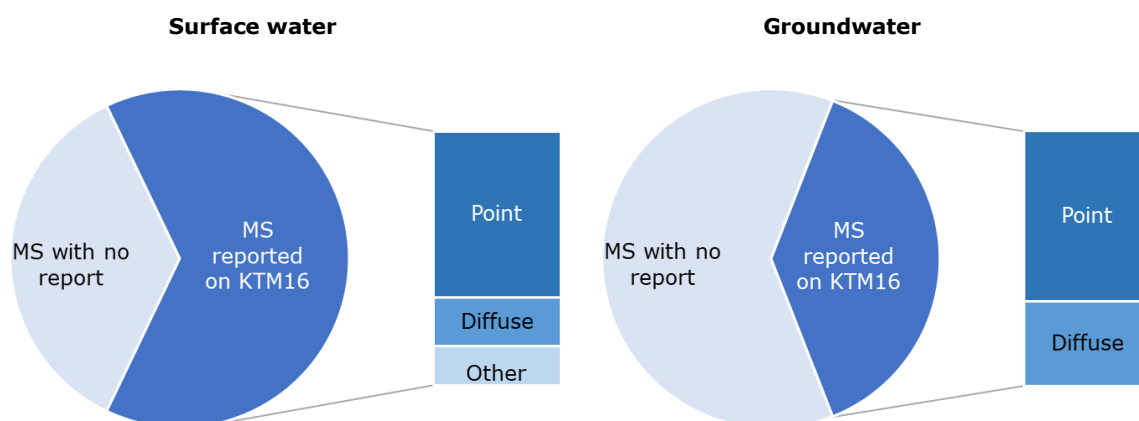 Surface water
Groundwater
MS with no
report
MS
reported
on KTM16
Point
Diffuse
Other
MS with no
report
MS
reported
on KTM16
Point
Diffuse